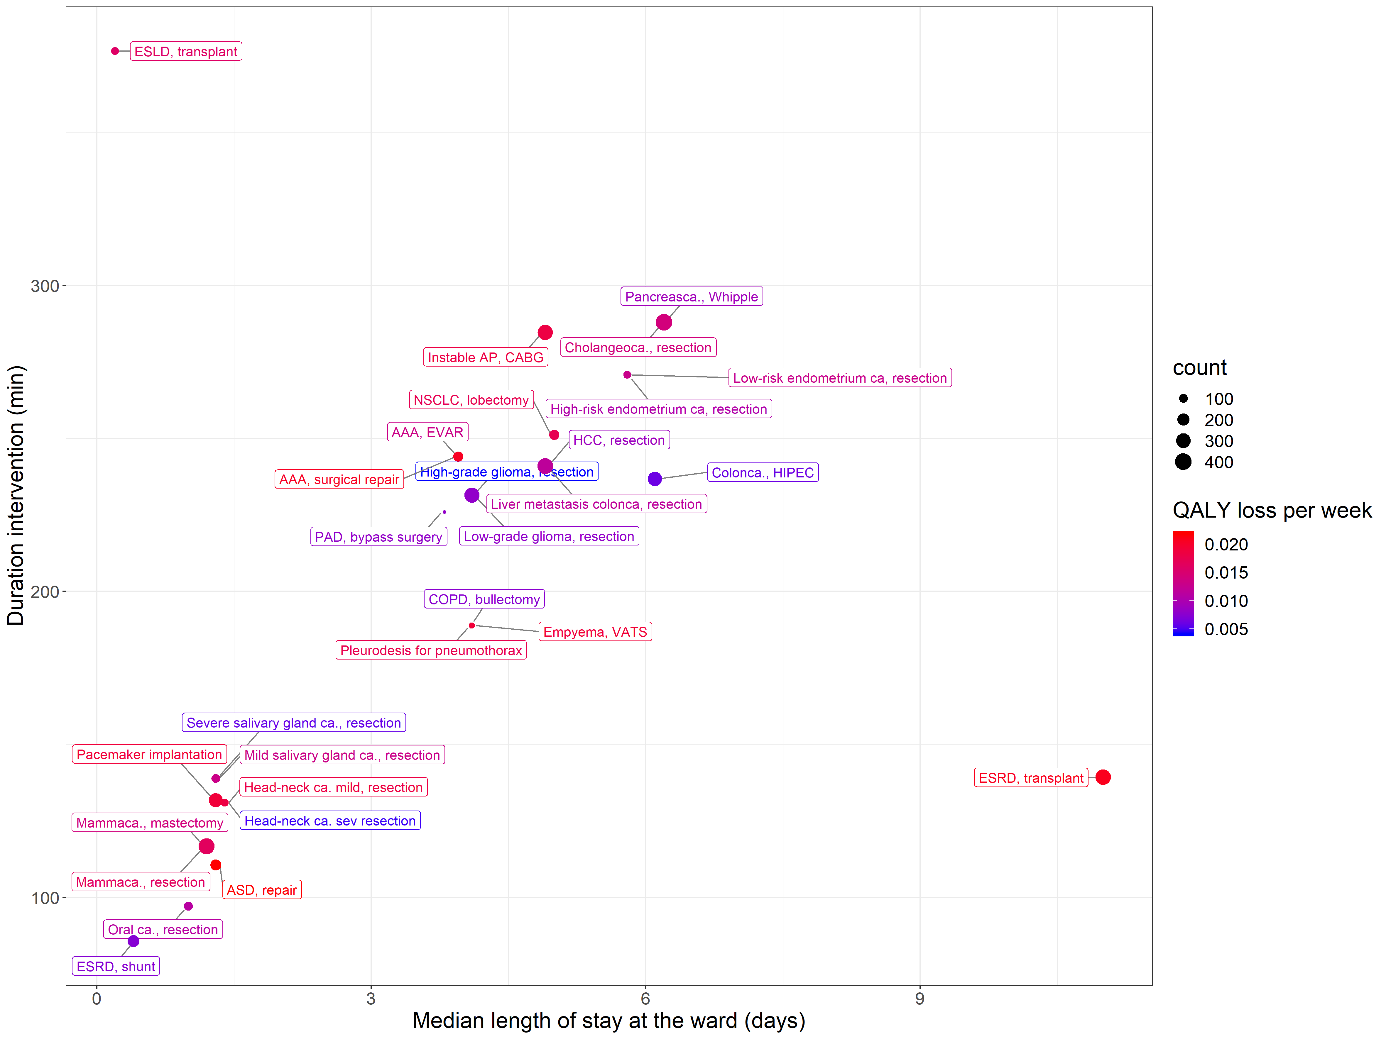 ESLD, transplant
Pancreasca., Whipple
Cholangeoca., resection
Instable AP, CABG
Low-risk endometrium ca, resection
High-risk endometrium ca, resection
NSCLC, lobectomy
AAA, EVAR
HCC, resection
AAA, surgical repair
High-grade glioma, resection
Colonca., HIPEC
Liver metastasis colonca, resection
PAD, bypass surgery
Low-grade glioma, resection
COPD, bullectomy
Empyema, VATS
Pleurodesis for pneumothorax
Severe salivary gland ca., resection
Pacemaker implantation
Mild salivary gland ca., resection
ESRD, transplant
Head-neck ca. mild, resection
Head-neck ca. sev resection
Mammaca., mastectomy
Mammaca., resection
ASD, repair
Oral ca., resection
ESRD, shunt
300
200
100
Duration intervention (min)
0
3
6
9
Median length of stay at the ward (days)
count
100
200
300
400
QALY loss per week
0.020
0.015
0.010
0.005